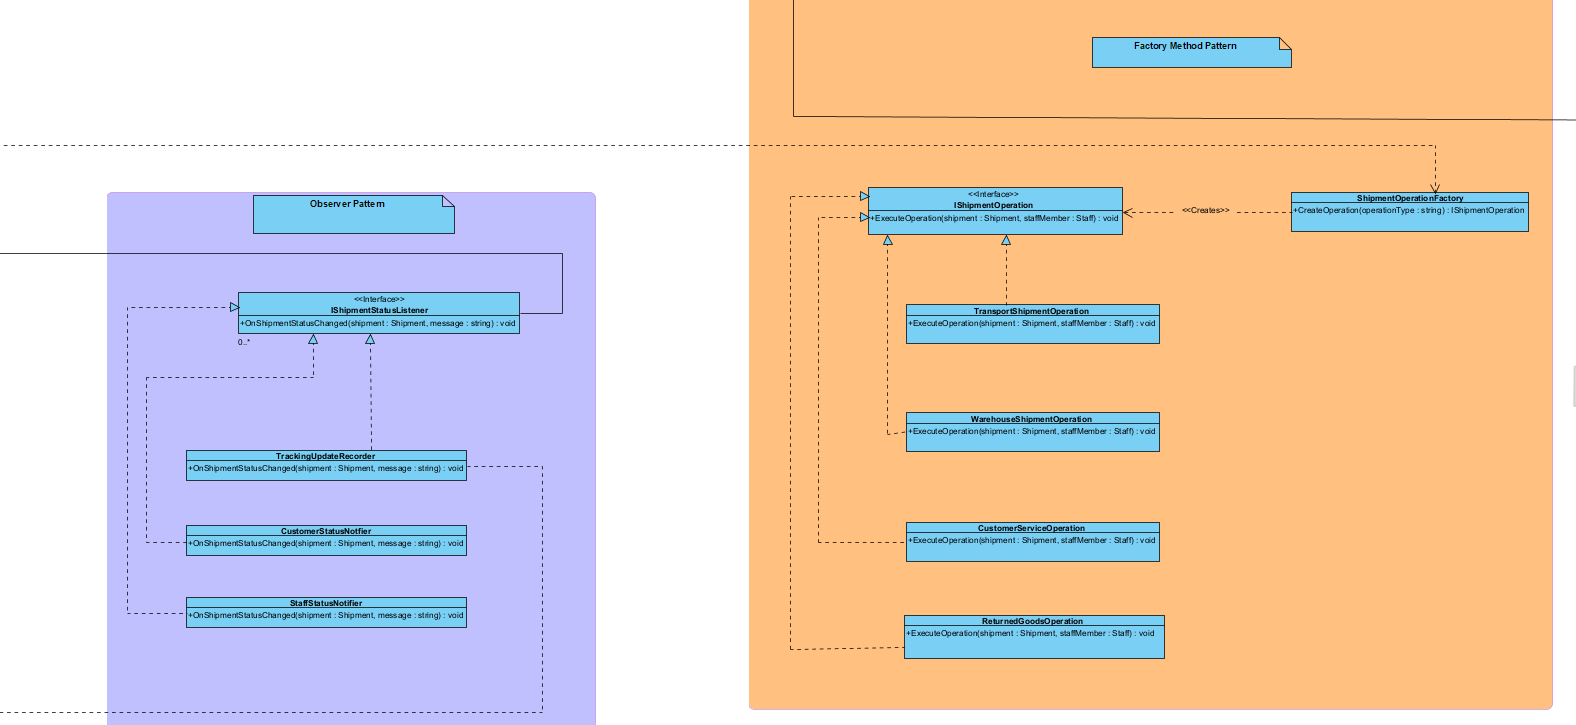 Factory Method Pattern
Observer Pattern
<<Interface>>
IShipmentStatusListener
+OnShipmentStatusChanged(shipment : Shipment, message : string) : void
0..*
TrackingUpdateRecorder
+OnShipmentStatusChanged(shipment : Shipment, message : string) : void
CustomerStatusNotfier
+OnShipmentStatusChanged(shipment : Shipment, message : string) : void
StaffStatusNotifier
+OnShipmentStatusChanged(shipment : Shipment, message : string) : void
<<Interface>>
IShipmentOperation
+ExecuteOperation(shipment : Shipment, staffMember : Staff) : void
<<Creates>>
ShipmentOperationFactory
+CreateOperation(operationType : string) : IShipmentOperation
TransportShipmentOperation
+ExecuteOperation(shipment : Shipment, staffMember : Staff) : void
WarehouseShipmentOperation
+ExecuteOperation(shipment : Shipment, staffMember : Staff) : void
CustomerServiceOperation
+ExecuteOperation(shipment : Shipment, staffMember : Staff) : void
ReturnedGoodsOperation
+ExecuteOperation(shipment : Shipment, staffMember : Staff) : void